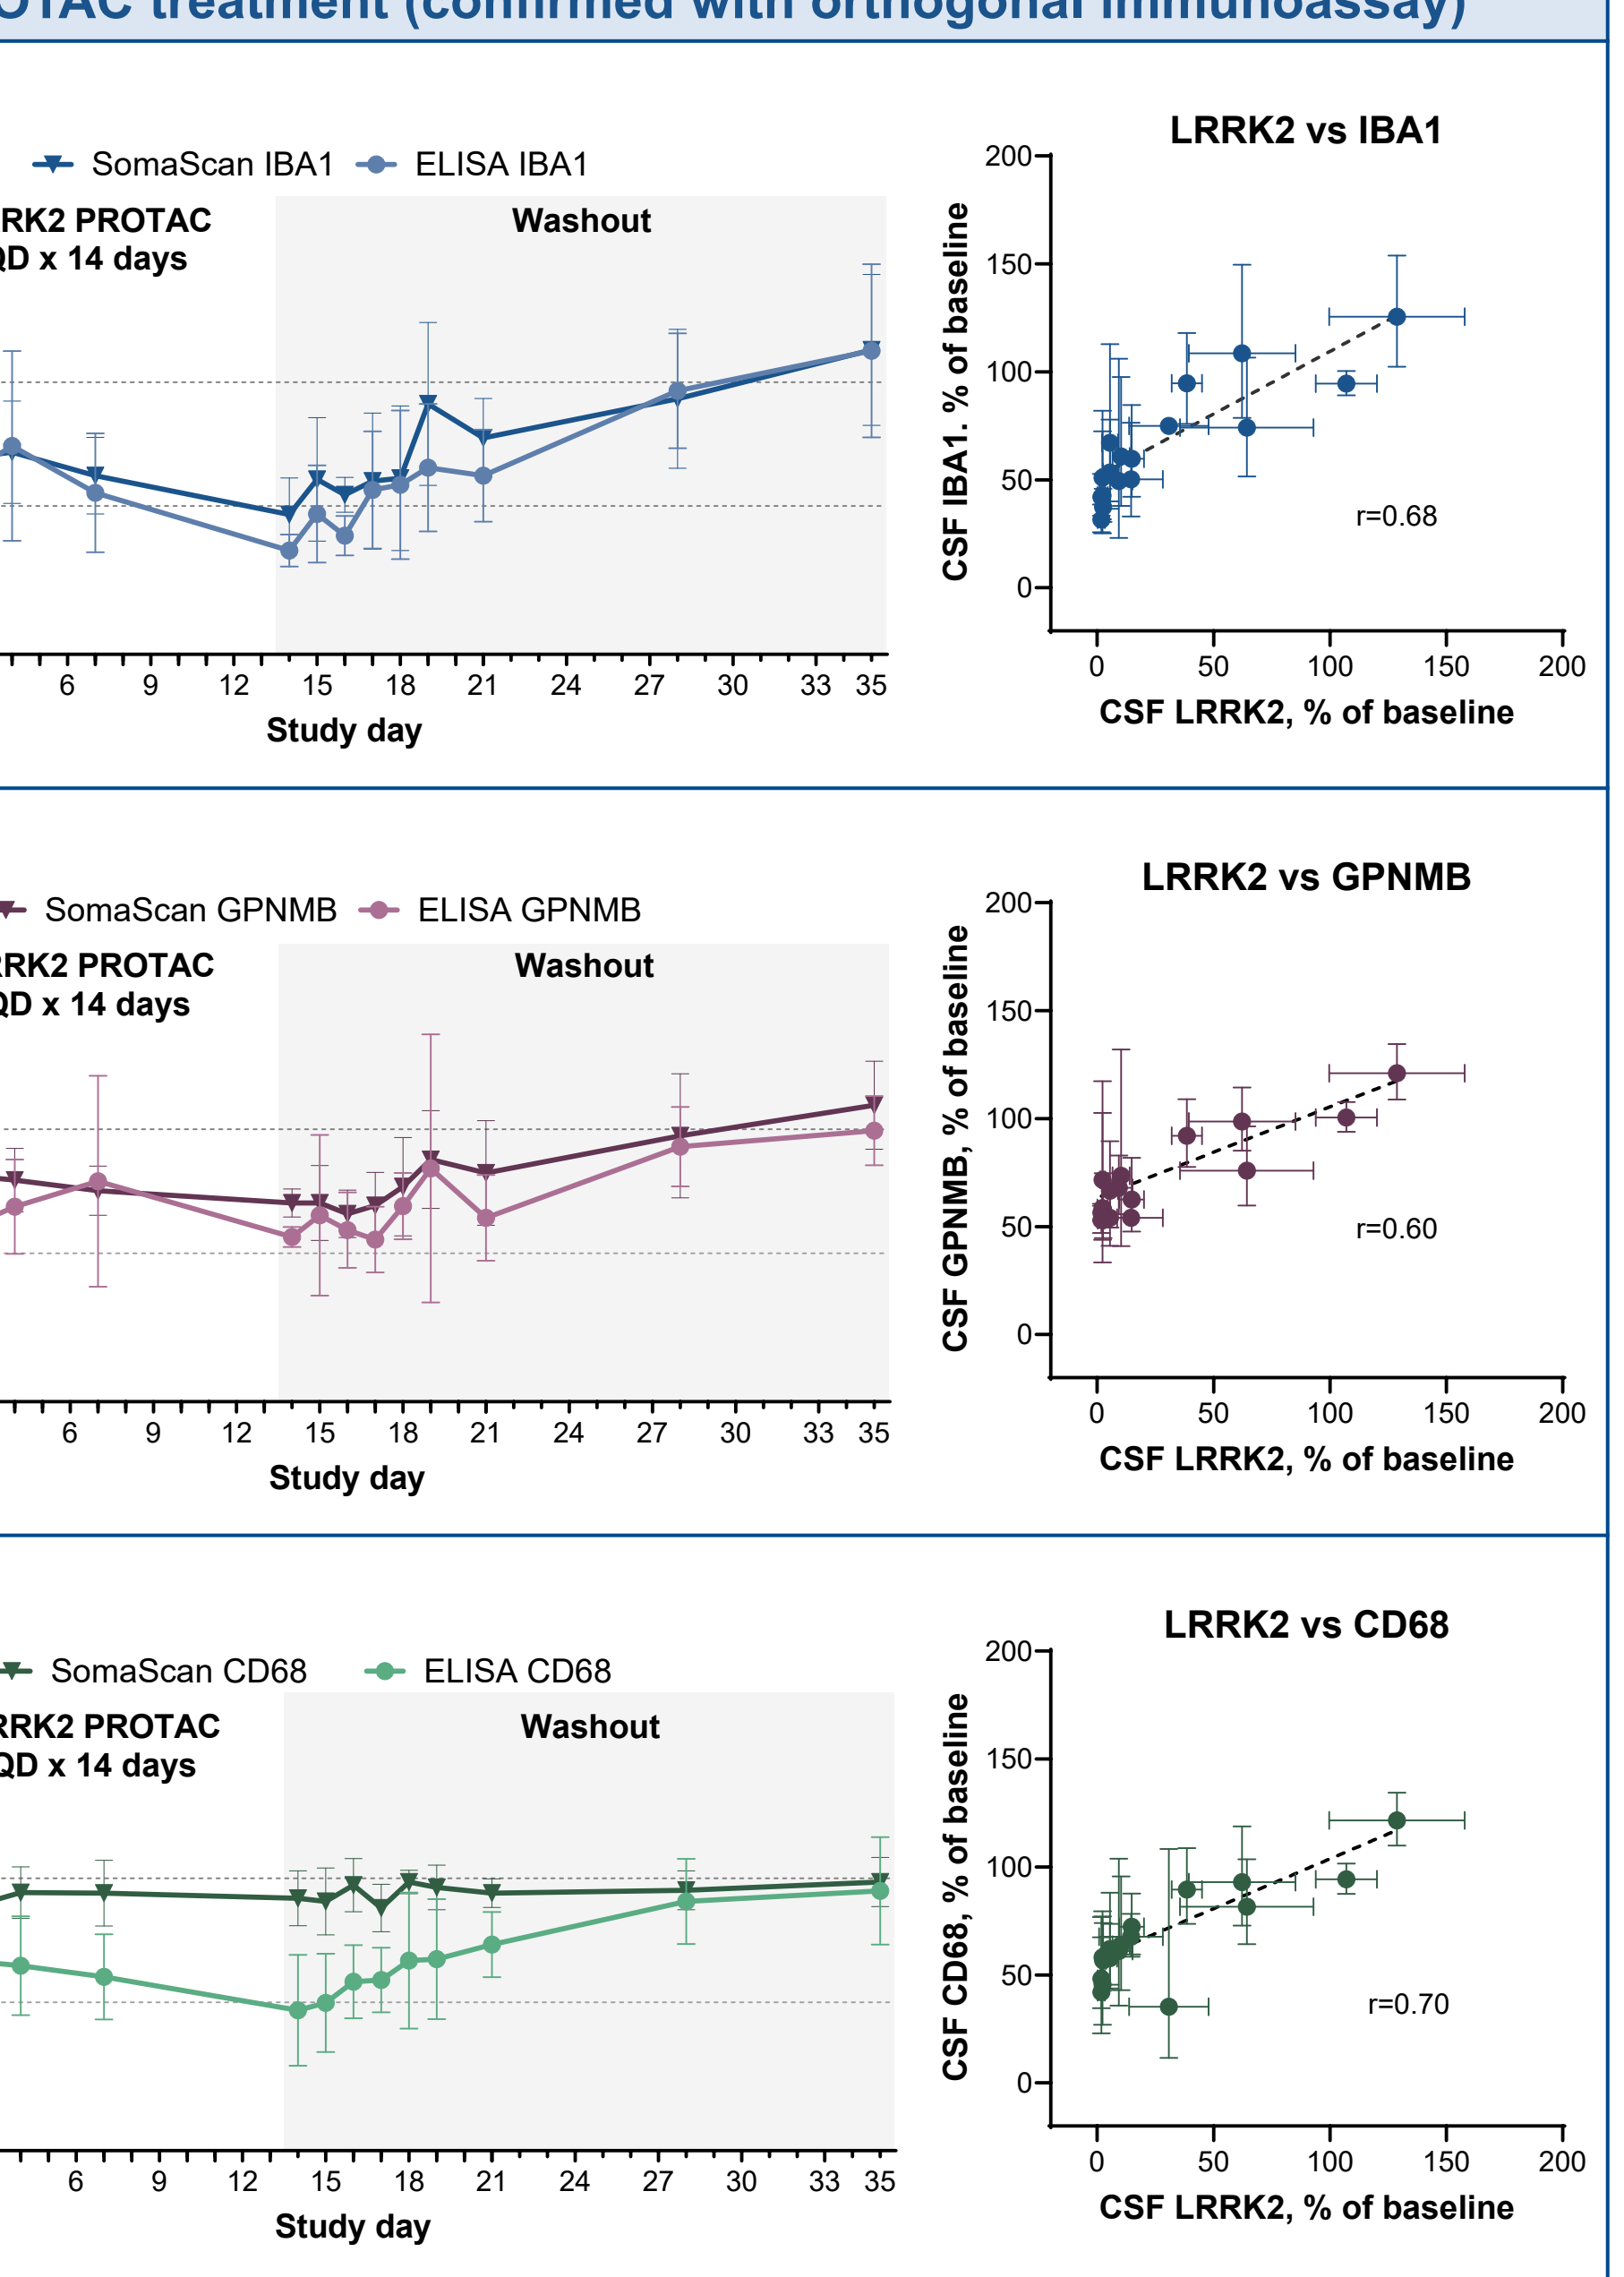 treatment (confirmed with orthogonal immunoassay)
SomaScan IBA1 ELISA IBA1
RK2 PROTAC
QD x 14 days
Washout
6 9 12 15 18 21 24 27 30 33 35
Study day
LRRK2 vs IBA1
200
150
100
50
0
CSF IBA1. % of baseline
r=0.68
0 50 100 150 200
CSF LRRK2, % of baseline
SomaScan GPNMB ELISA GPNMB
RRK2 PROTAC
QD x 14 days
Washout
6 9 12 15 18 21 24 27 30 33 35
Study day
LRRK2 vs GPNMB
200
150
100
50
0
CSF GPNMB, % of baseline
r=0.60
0 50 100 150 200
CSF LRRK2, % of baseline
SomaScan CD68 ELISA CD68
RRK2 PROTAC
QD x 14 days
Washout
6 9 12 15 18 21 24 27 30 33 35
Study day
LRRK2 vs CD68
200
150
100
50
0
CSF CD68, % of baseline
r=0.70
0 50 100 150 200
CSF LRRK2, % of baseline